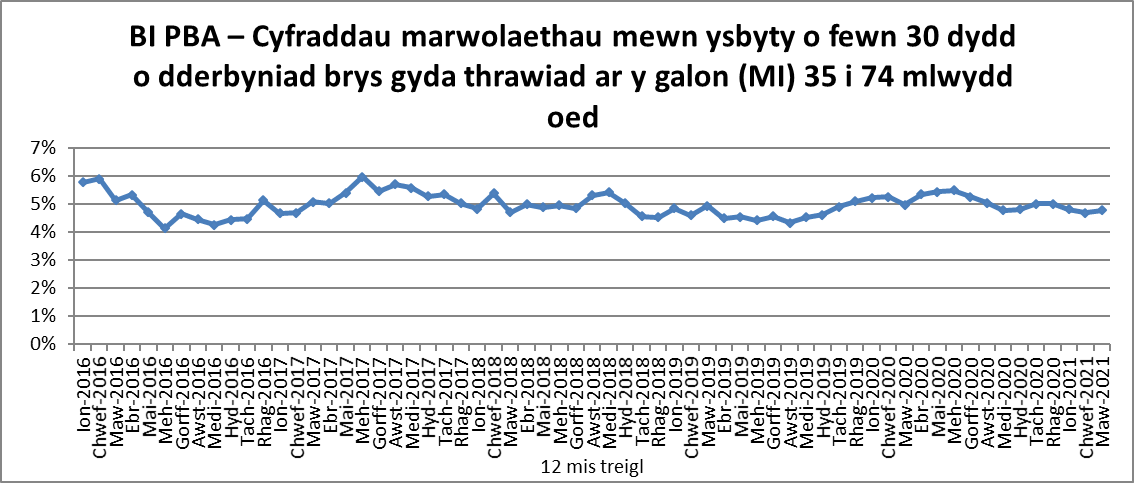 BI PBA – Cyfraddau marwolaethau mewn ysbyty o fewn 30 dydd
o dderbyniad brys gyda thrawiad ar y galon (MI) 35 i 74 mlwydd
oed
7%
6%
5%
4%
3%
2%
1%
0%
Ion-2016
Chwef-2016
Maw-2016
Ebr-2016
Mai-2016
Meh-2016
Gorff-2016
Awst-2016
Medi-2016
Hyd-2016
Tach-2016
Rhag-2016
Ion-2017
Chwef-2017
Maw-2017
Ebr-2017
Mai-2017
Meh-2017
Gorff-2017
Awst-2017
Medi-2017
Hyd-2017
Tach-2017
Rhag-2017
Ion-2018
Chwef-2018
Maw-2018
Ebr-2018
Mai-2018
Meh-2018
Gorff-2018
Awst-2018
Medi-2018
Hyd-2018
Tach-2018
Rhag-2018
Ion-2019
Chwef-2019
Maw-2019
Ebr-2019
Mai-2019
Meh-2019
Gorff-2019
Awst-2019
Medi-2019
Hyd-2019
Tach-2019
Rhag-2019
Ion-2020
Chwef-2020
Maw-2020
Ebr-2020
Mai-2020
Meh-2020
Gorff-2020
Awst-2020
Medi-2020
Hyd-2020
Tach-2020
Rhag-2020
Ion-2021
Chwef-2021
Maw-2021
12 mis treigl